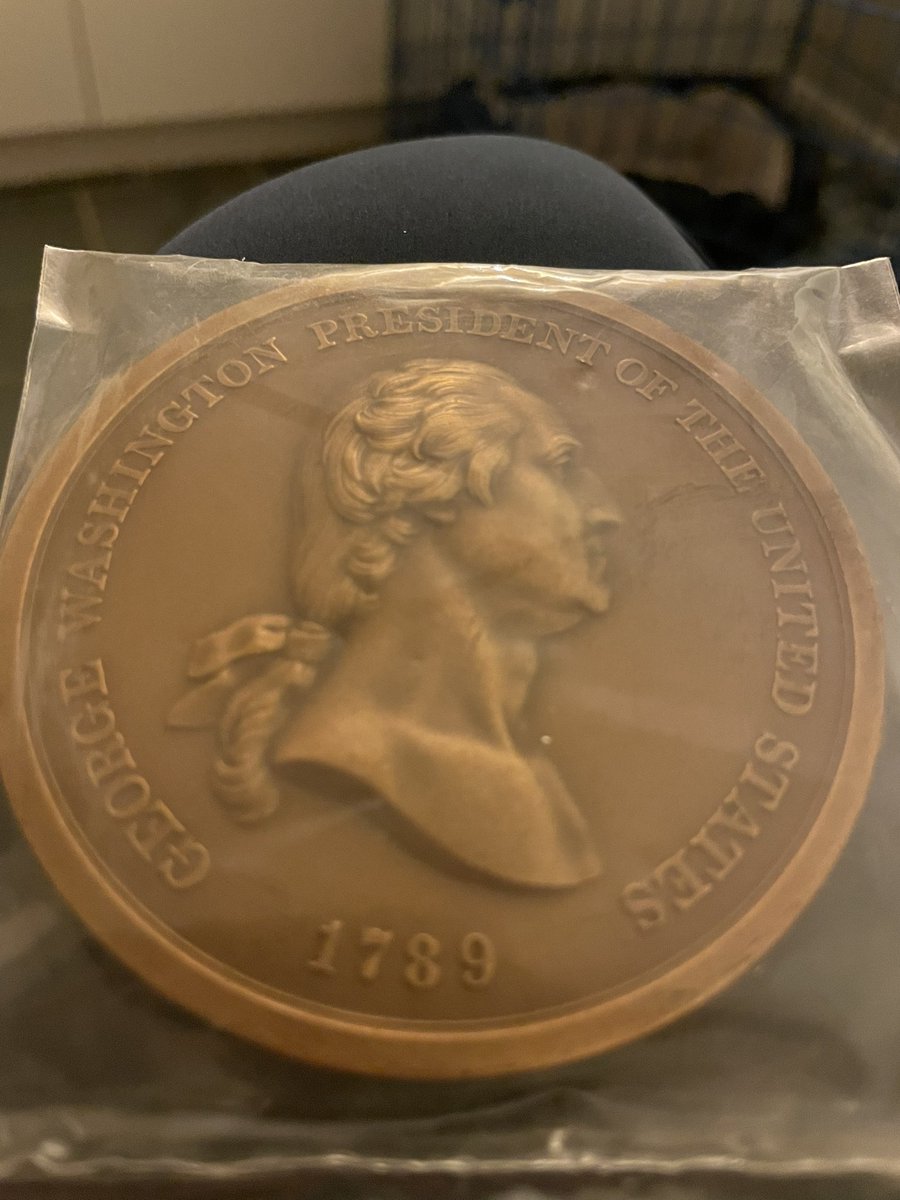 GEORGE WASHINGTON PRESIDENT OF THE UNITED STATES
1789